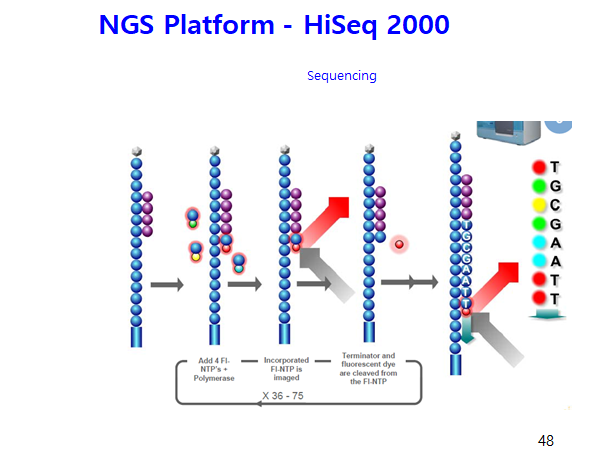 NGS Platform - HiSeq 2000
Sequencing
T
G
C
G
A
A
T
T
T
G
C
G
A
A
T
T
Add 4 Fl-
NTP's +
Polymerase
Incorporated
Fl-NTP is
imaged
Terminator and
fluorescent dye
are cleaved from
the Fl-NTP
X 36 - 75
48